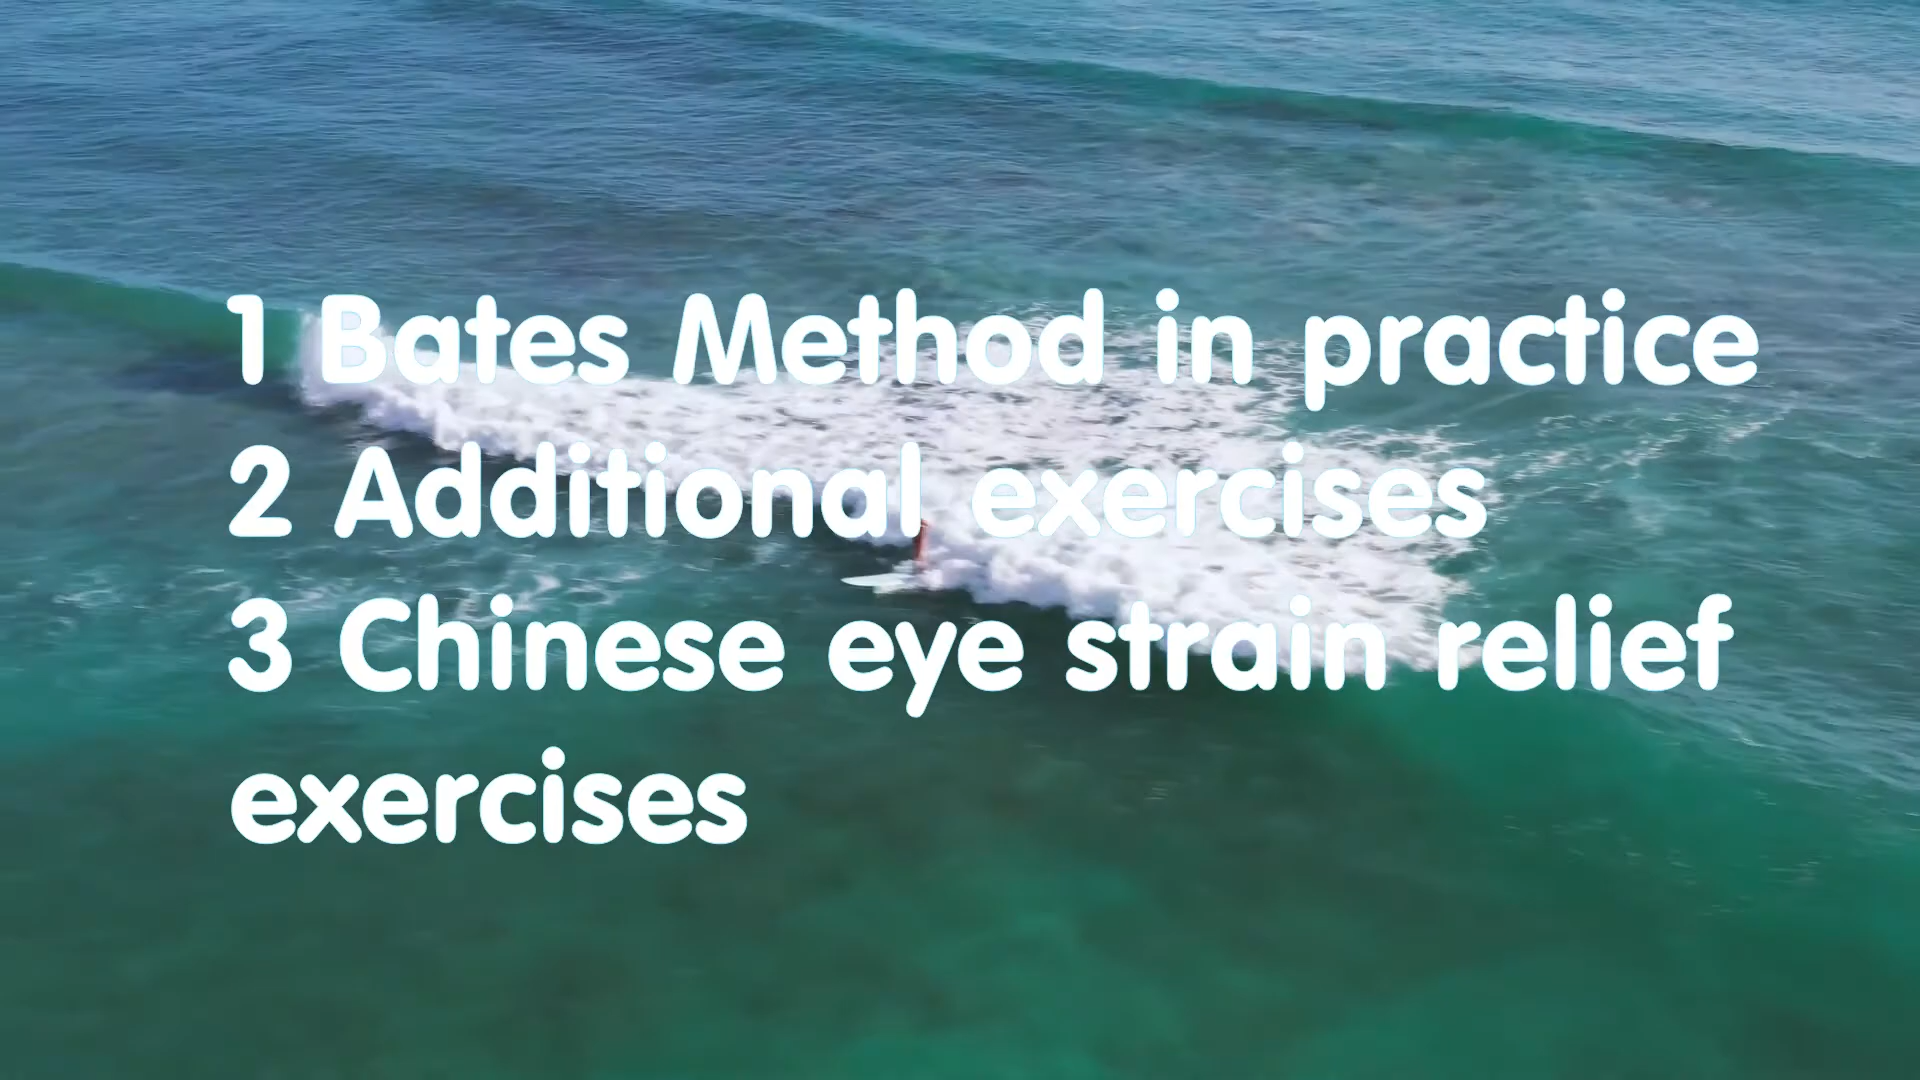 1 Bates Method in practice
2 Additional exercises
3 Chinese eye strain relief
exercises